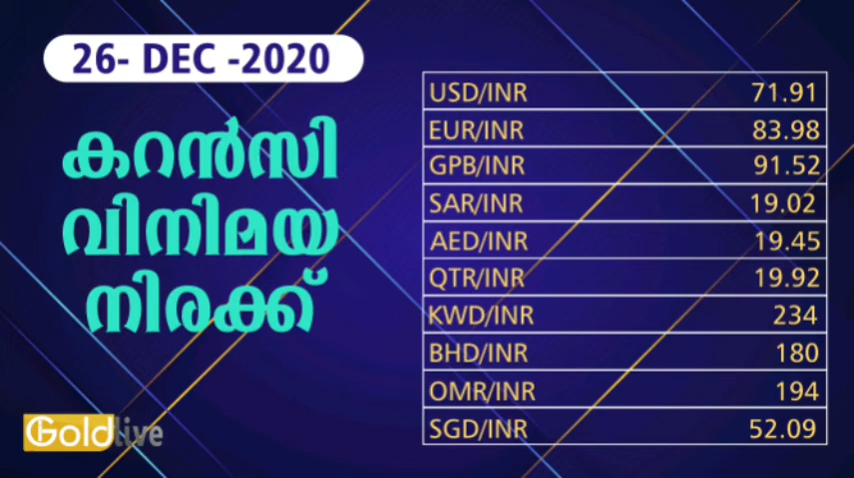 26- DEC -2020
കറൻസി
വിനിമയ
നിരക്ക്
USD/INR 71.91
EUR/INR 83.98
GPB/INR 91.52
SAR/INR 19.02
AED/INR 19.45
QTR/INR 19.92
KWD/INR 234
BHD/INR 180
OMR/INR 194
SGD/INR 52.09
Goldlive